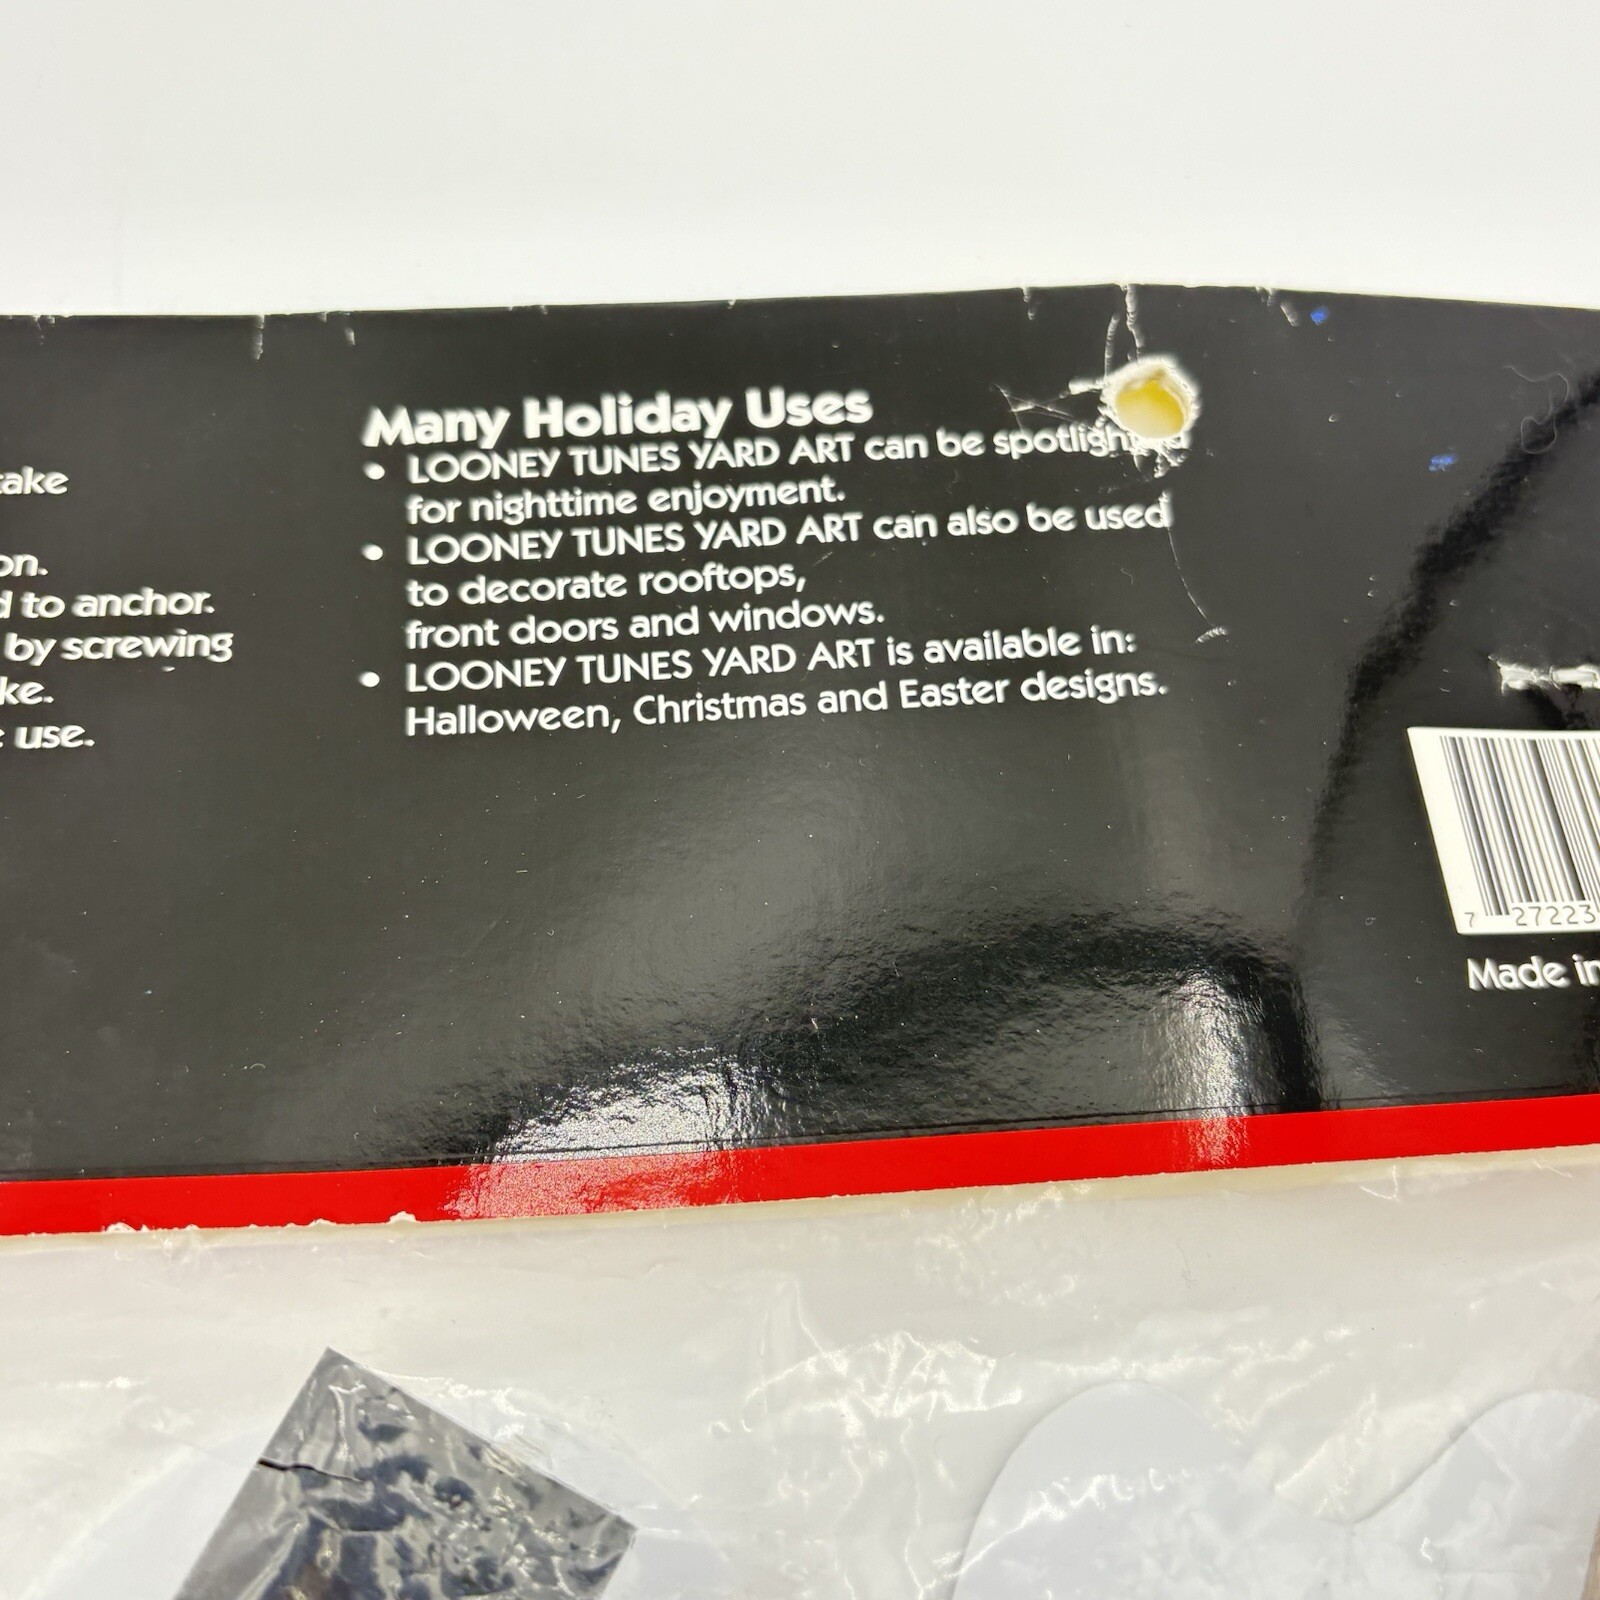 take
on.
d to anchor.
by screwing
ke.
use.
Many Holiday Uses
• LOONEY TUNES YARD ART can be
for nighttime enjoyment.
• LOONEY TUNES YARD ART can also be used
to decorate rooftops,
front doors and windows.
• LOONEY TUNES YARD ART is available in:
Halloween, Christmas and Easter designs.
7 27223
Made in